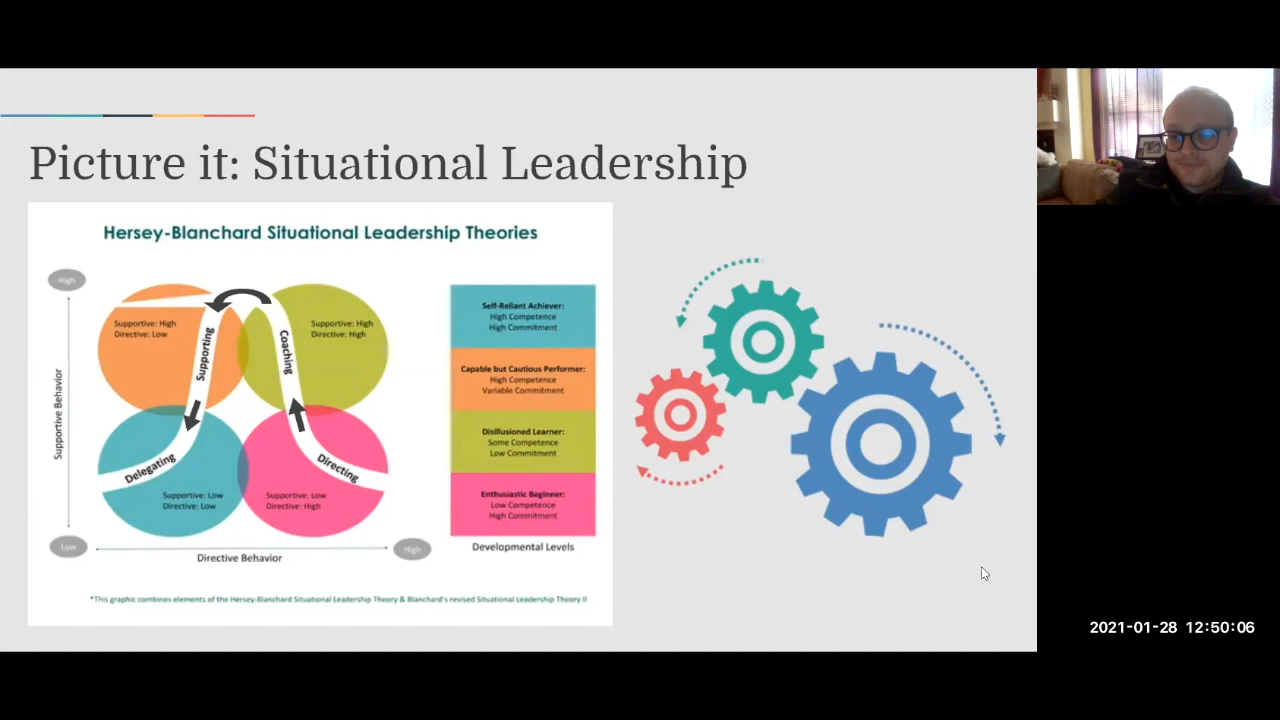 Picture it: Situational Leadership
Hersey-Blanchard Situational Leadership Theories
High
Supportive: High
Directive: Low
Supportive: High
Directive: High
Supporting
Coaching
Supportive Behavior
Delegating
Directing
Supportive: Low
Directive: Low
Supportive: Low
Directive: High
Low
High
Directive Behavior
Self-Reliant Achiever:
High Competence
High Commitment
Capable but Cautious Performer:
High Competence
Variable Commitment
Disillusioned Learner:
Some Competence
Low Commitment
Enthusiastic Beginner:
Low Competence
High Commitment
Developmental Levels
*This graphic combines elements of the Hersey-Blanchard Situational Leadership Theory & Blanchard's revised Situational Leadership Theory II
2021-01-28 12:50:06